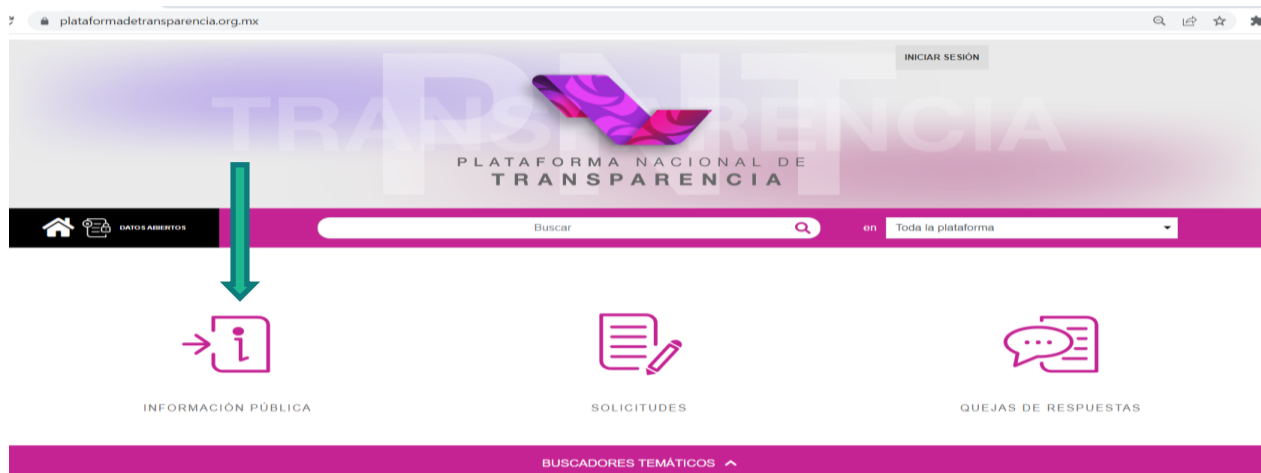 plataformadetransparencia.org.mx
INICIAR SESIÓN
PNT
TRANSPARENCIA
PLATAFORMA NACIONAL DE
TRANSPARENCIA
DATOS ABIERTOS
Buscar
en
Toda la plataforma
INFORMACIÓN PÚBLICA
SOLICITUDES
QUEJAS DE RESPUESTAS
BUSCADORES TEMÁTICOS